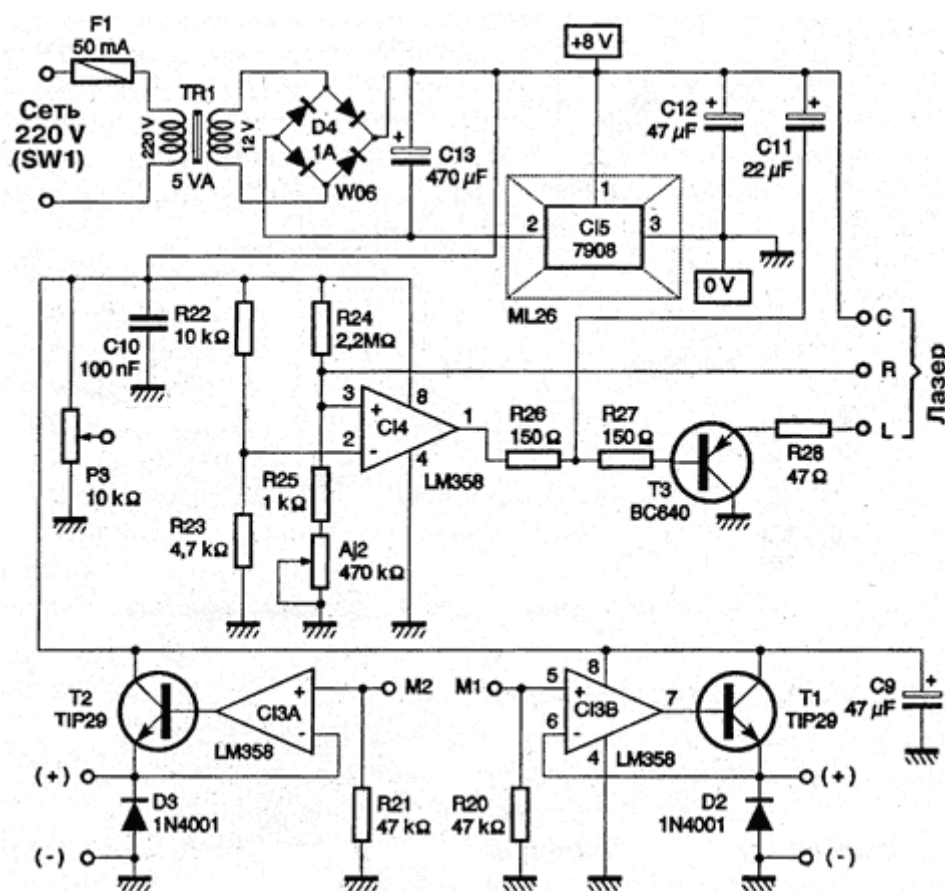 F1
50 mA
Сеть
220 V
(SW1)
TR1
220 V
12 V
5 VA
D4
1A
W06
C13
470 µF
+8 V
1
2
CI5
7908
3
ML26
C12
47 µF
C11
22 µF
0 V
C
R
L
Лазер
R22
10 kΩ
C10
100 nF
R24
2,2MΩ
P3
10 kΩ
3
2
8
4
1
CI4
LM358
R25
1 kΩ
R23
4,7 kΩ
Aj2
470 kΩ
R26
150 Ω
R27
150 Ω
T3
BC640
R28
47 Ω
T2
TIP29
CI3A
LM358
M2
M1
5
6
8
4
7
CI3B
LM358
T1
TIP29
C9
47 µF
(+)
(-)
D3
1N4001
R21
47 kΩ
R20
47 kΩ
D2
1N4001
(+)
(-)